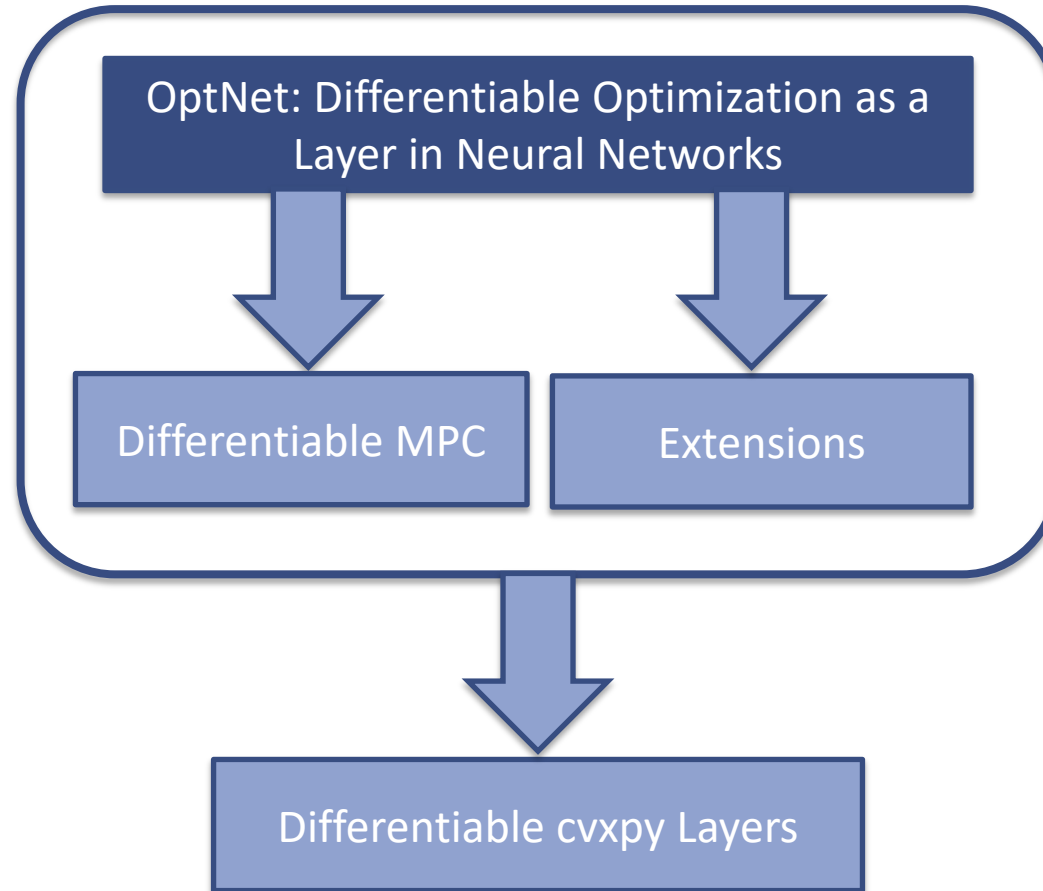 OptNet: Differentiable Optimization as a
Layer in Neural Networks
Differentiable MPC
Extensions
Differentiable cvxpy Layers